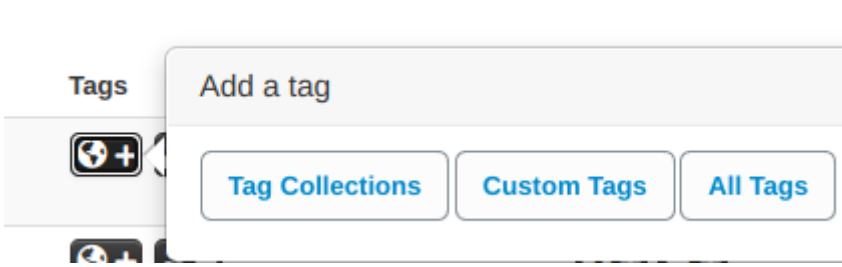 Tags
Add a tag
Tag Collections
Custom Tags
All Tags